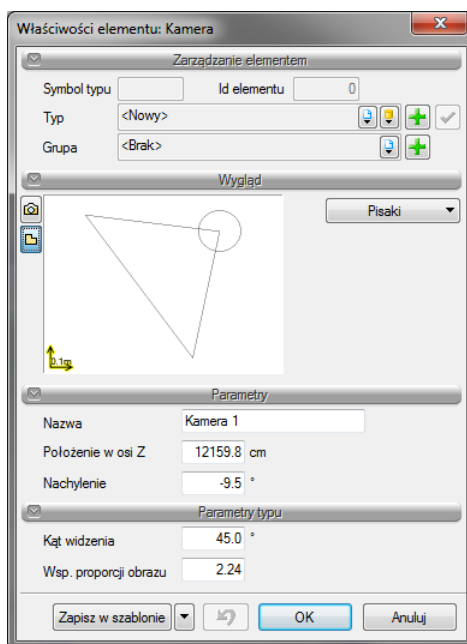 Właściwości elementu: Kamera
Zarządzanie elementem
Symbol typu Id elementu 0
Typ <Nowy>
Grupa <Brak>
Wygląd
Pisaki
0.1m
Parametry
Nazwa Kamera 1
Położenie w osi Z 12159.8 cm
Nachylenie -9.5 °
Parametry typu
Kąt widzenia 45.0 °
Wsp. proporcji obrazu 2.24
Zapisz w szablonie OK Anuluj